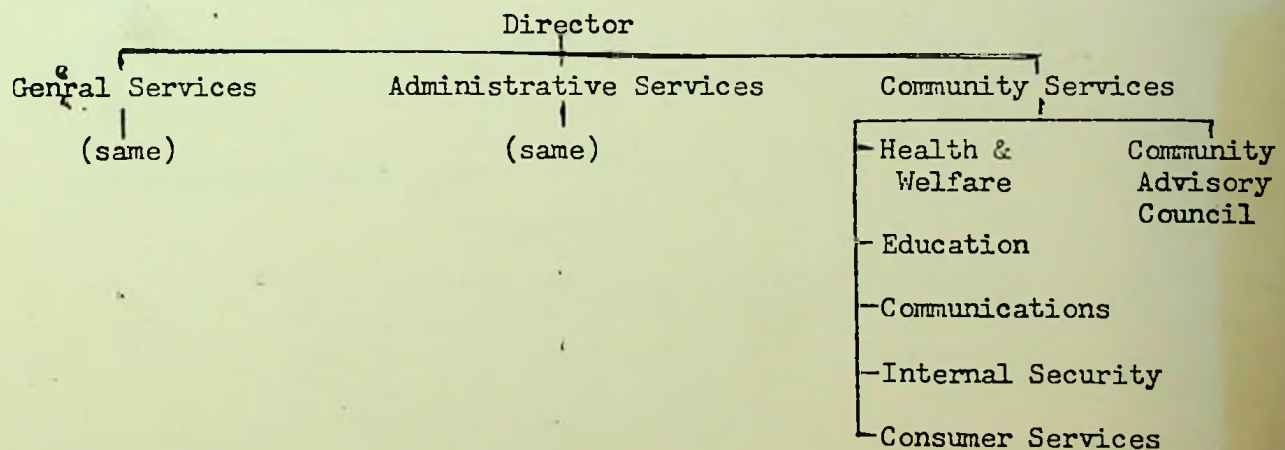 Director
General Services Administrative Services Community Services
(same) (same)
Health & Community
Welfare Advisory
Council
Education
Communications
Internal Security
Consumer Services